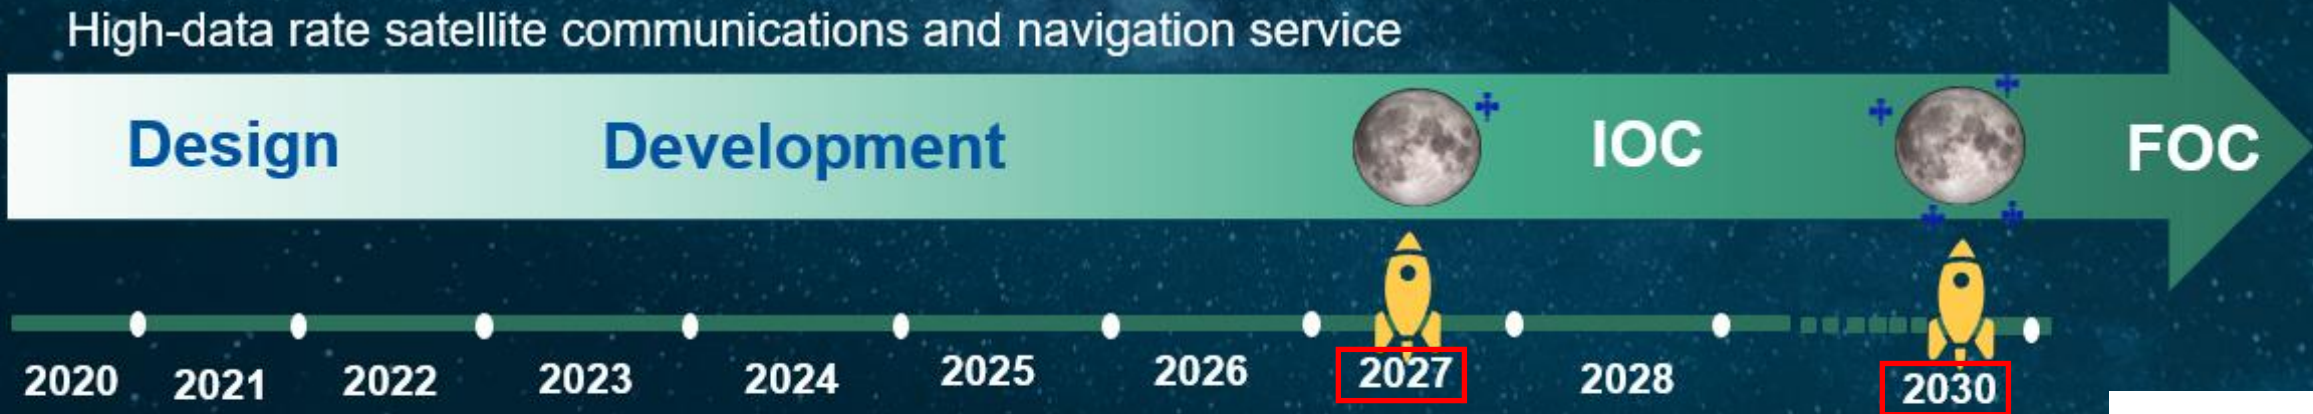 High-data rate satellite communications and navigation service
Design Development IOC FOC
2020 2021 2022 2023 2024 2025 2026 2027 2028 2030